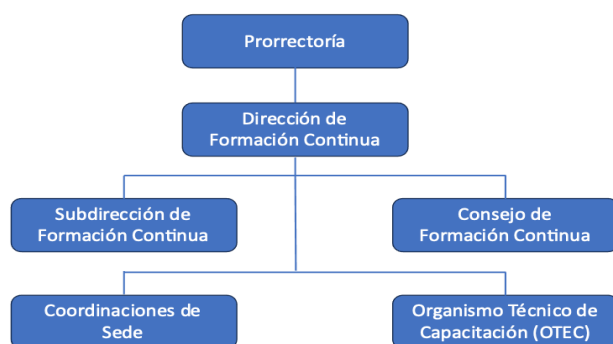 Prorrectoría
Dirección de
Formación Continua
Subdirección de
Formación Continua
Consejo de
Formación Continua
Coordinaciones de
Sede
Organismo Técnico de
Capacitación (OTEC)